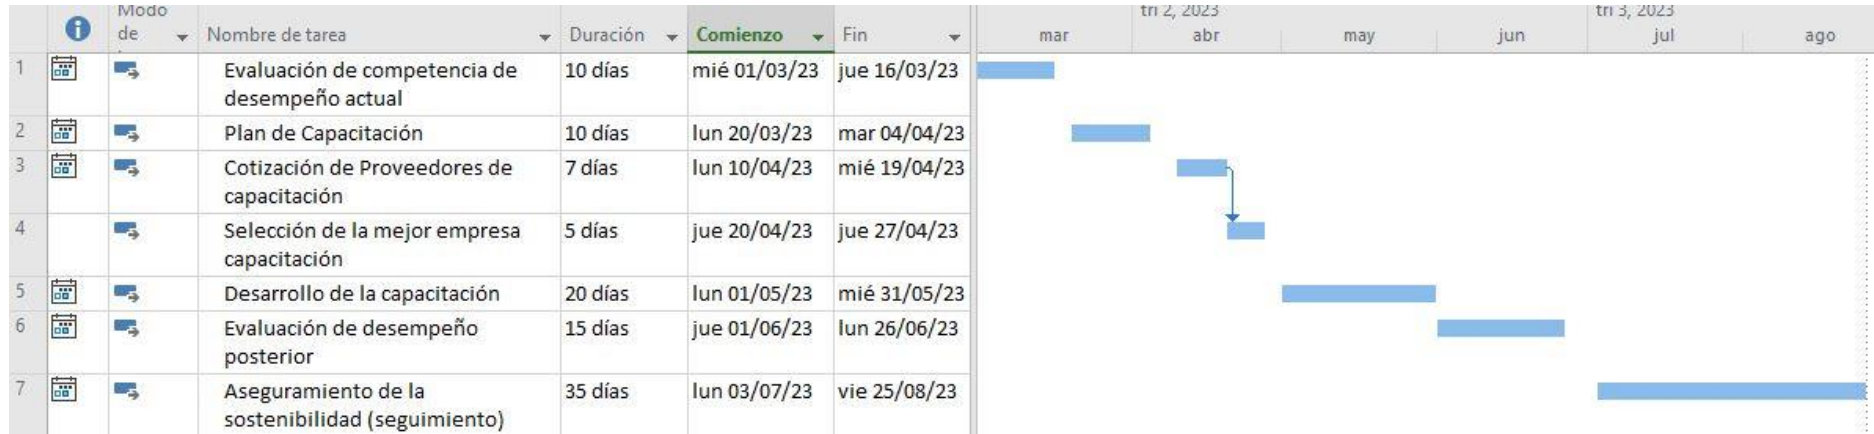 Modo
de
Nombre de tarea Duración Comienzo Fin
tri 2, 2023 tri 3, 2023
mar abr may jun jul ago
1 Evaluación de competencia de 10 días mié 01/03/23 jue 16/03/23
desempeño actual
2 Plan de Capacitación 10 días lun 20/03/23 mar 04/04/23
3 Cotización de Proveedores de 7 días lun 10/04/23 mié 19/04/23
capacitación
4 Selección de la mejor empresa 5 días jue 20/04/23 jue 27/04/23
capacitación
5 Desarrollo de la capacitación 20 días lun 01/05/23 mié 31/05/23
6 Evaluación de desempeño 15 días jue 01/06/23 lun 26/06/23
posterior
7 Aseguramiento de la 35 días lun 03/07/23 vie 25/08/23
sostenibilidad (seguimiento)